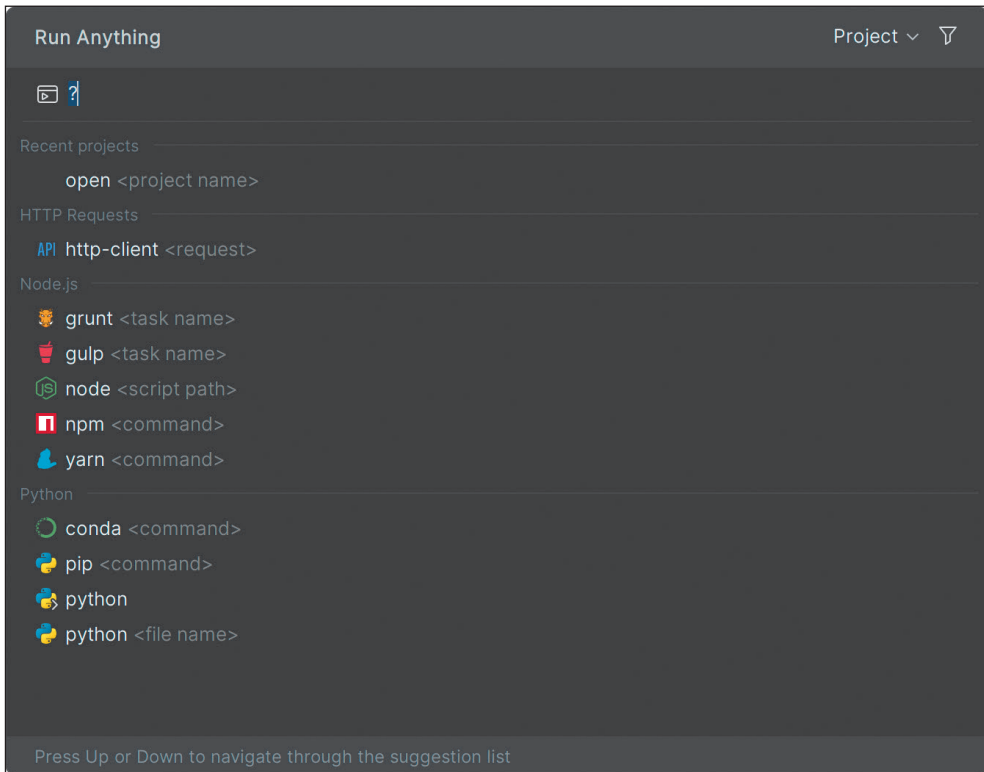 Run Anything
Project
?
Recent projects
open <project name>
HTTP Requests
API http-client <request>
Node.js
grunt <task name>
gulp <task name>
JS node <script path>
npm <command>
yarn <command>
Python
conda <command>
pip <command>
python
python <file name>
Press Up or Down to navigate through the suggestion list